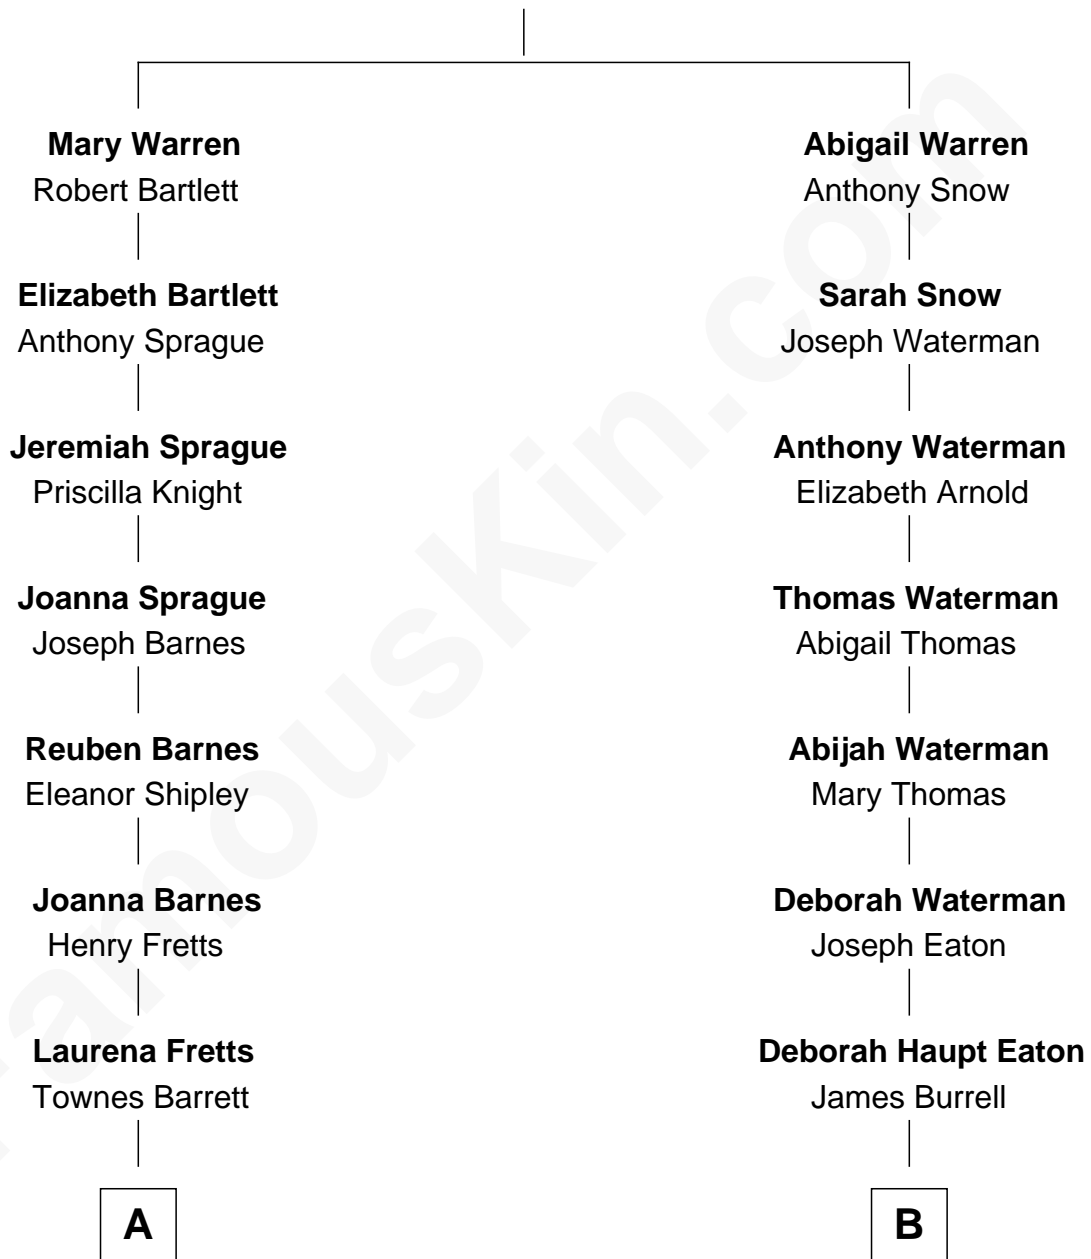 Mary Warren
Robert Bartlett
Elizabeth Bartlett
Anthony Sprague
Jeremiah Sprague
Priscilla Knight
Joanna Sprague
Joseph Barnes
Reuben Barnes
Eleanor Shipley
Joanna Barnes
Henry Fretts
Laurena Fretts
Townes Barrett
A
Abigail Warren
Anthony Snow
Sarah Snow
Joseph Waterman
Anthony Waterman
Elizabeth Arnold
Thomas Waterman
Abigail Thomas
Abijah Waterman
Mary Thomas
Deborah Waterman
Joseph Eaton
Deborah Haupt Eaton
James Burrell
B
FamousKin.com